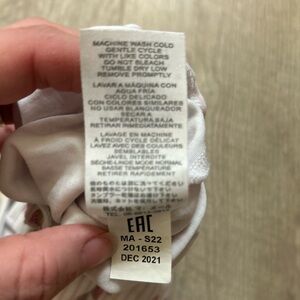 MACHINE WASH COLD
GENTLE CYCLE
WITH LIKE COLORS
DO NOT BLEACH
TUMBLE DRY LOW
REMOVE PROMPTLY
LAVAR A MÁQUINA CON
AGUA FRIA
CICLO DELICADO
CON COLORES SIMILARES
NO USAR BLANQUEADOR
SECAR A
TEMPERATURA BAJA
RETIRAR INMEDIATAMENTE
LAVAGE EN MACHINE
À FROID CYCLE DÉLICAT
LAVEZ AVEC DES COULEURS
SEMBLABLES
JAVEL INTERDITE
SÉCHELINGE MODE NORMAL
BASSE TEMPÉRATURE
RETIRER RAPIDEMENT
EAC
MA - S22
201653
DEC 2021